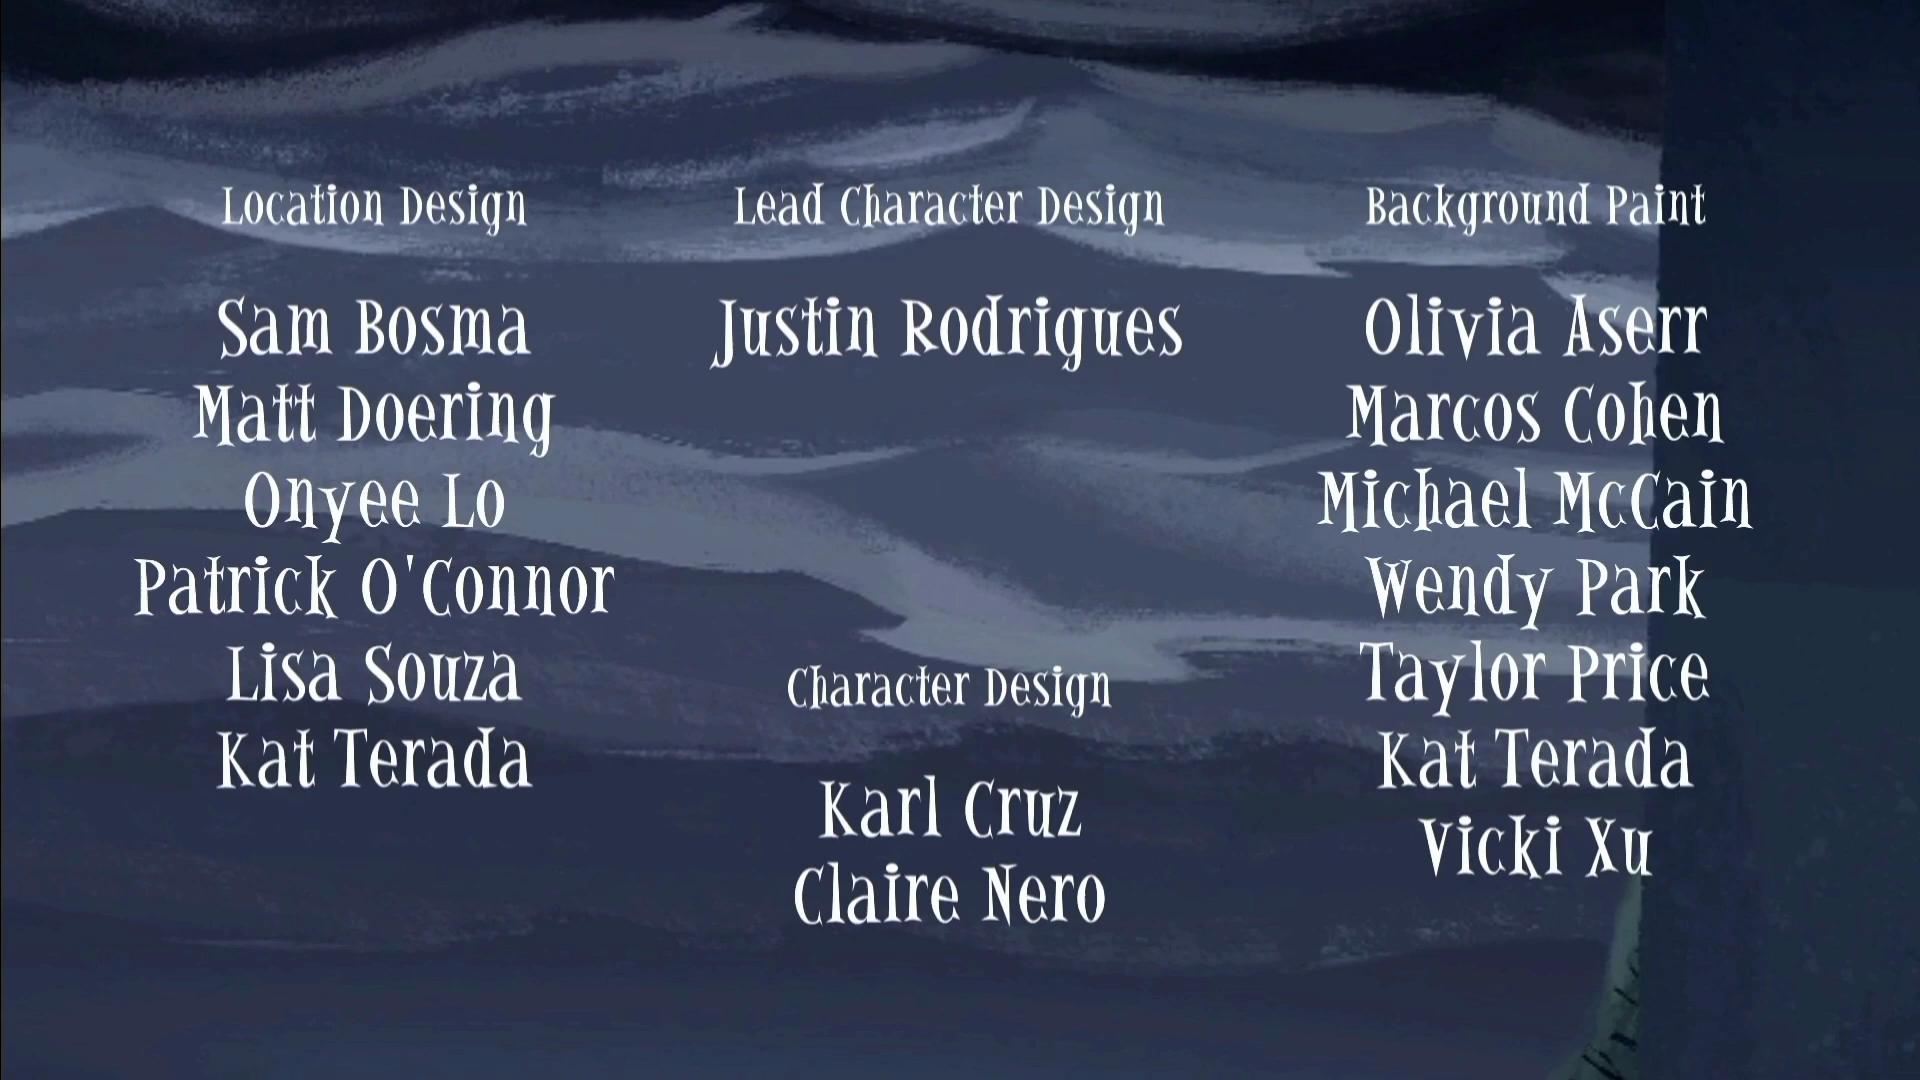 Location Design
Sam Bosma
Matt Doering
Onyee Lo
Patrick O'Connor
Lisa Souza
Kat Terada
Lead Character Design
Justin Rodrigues
Character Design
Karl Cruz
Claire Nero
Background Paint
Olivia Aserr
Marcos Cohen
Michael McCain
Wendy Park
Taylor Price
Kat Terada
Vicki Xu